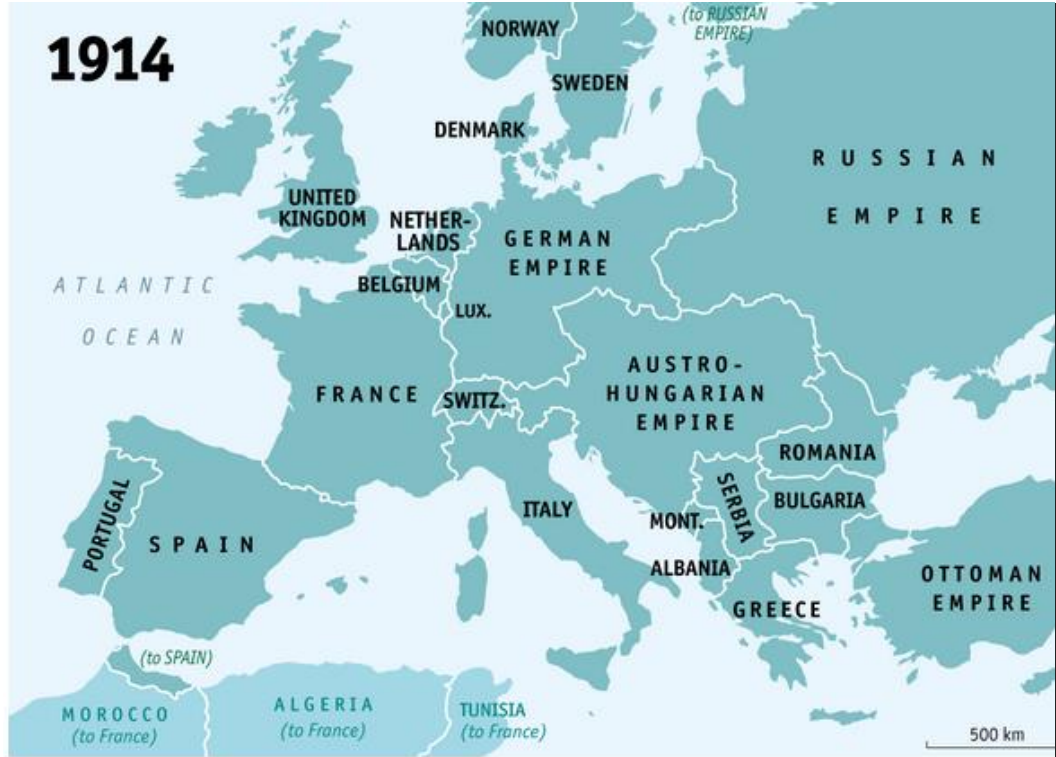 1914
NORWAY
(to RUSSIAN
EMPIRE)
SWEDEN
DENMARK
RUSSIAN
EMPIRE
UNITED
KINGDOM
NETHER-
LANDS
GERMAN
EMPIRE
BELGIUM
ATLANTIC
OCEAN
LUX.
FRANCE
SWITZ.
AUSTRO-
HUNGARIAN
EMPIRE
ROMANIA
PORTUGAL
SPAIN
ITALY
SERBIA
BULGARIA
MONT.
ALBANIA
GREECE
OTTOMAN
EMPIRE
(to SPAIN)
MOROCCO
(to France)
ALGERIA
(to France)
TUNISIA
(to France)
500 km